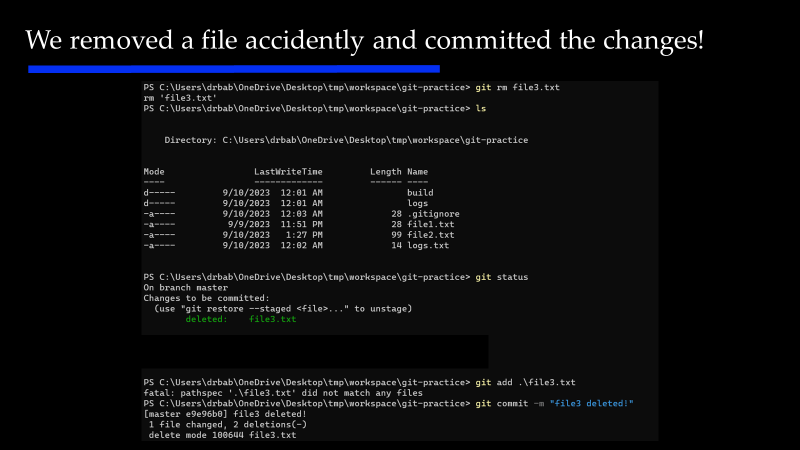 We removed a file accidently and committed the changes!
PS C:\Users\drbab\OneDrive\Desktop\tmp\workspace\git-practice> git rm file3.txt
rm 'file3.txt'
PS C:\Users\drbab\OneDrive\Desktop\tmp\workspace\git-practice> ls
Directory: C:\Users\drbab\OneDrive\Desktop\tmp\workspace\git-practice
Mode LastWriteTime Length Name
---- ------------- ------ ----
d----- 9/10/2023 12:01 AM build
d----- 9/10/2023 12:01 AM logs
-a---- 9/10/2023 12:03 AM 28 .gitignore
-a---- 9/9/2023 11:51 PM 28 file1.txt
-a---- 9/10/2023 1:27 PM 99 file2.txt
-a---- 9/10/2023 12:02 AM 14 logs.txt
PS C:\Users\drbab\OneDrive\Desktop\tmp\workspace\git-practice> git status
On branch master
Changes to be committed:
(use "git restore --staged <file>..." to unstage)
deleted: file3.txt
PS C:\Users\drbab\OneDrive\Desktop\tmp\workspace\git-practice> git add .\file3.txt
fatal: pathspec '.\file3.txt' did not match any files
PS C:\Users\drbab\OneDrive\Desktop\tmp\workspace\git-practice> git commit -m "file3 deleted!"
[master e9e96b0] file3 deleted!
1 file changed, 2 deletions(-)
delete mode 100644 file3.txt